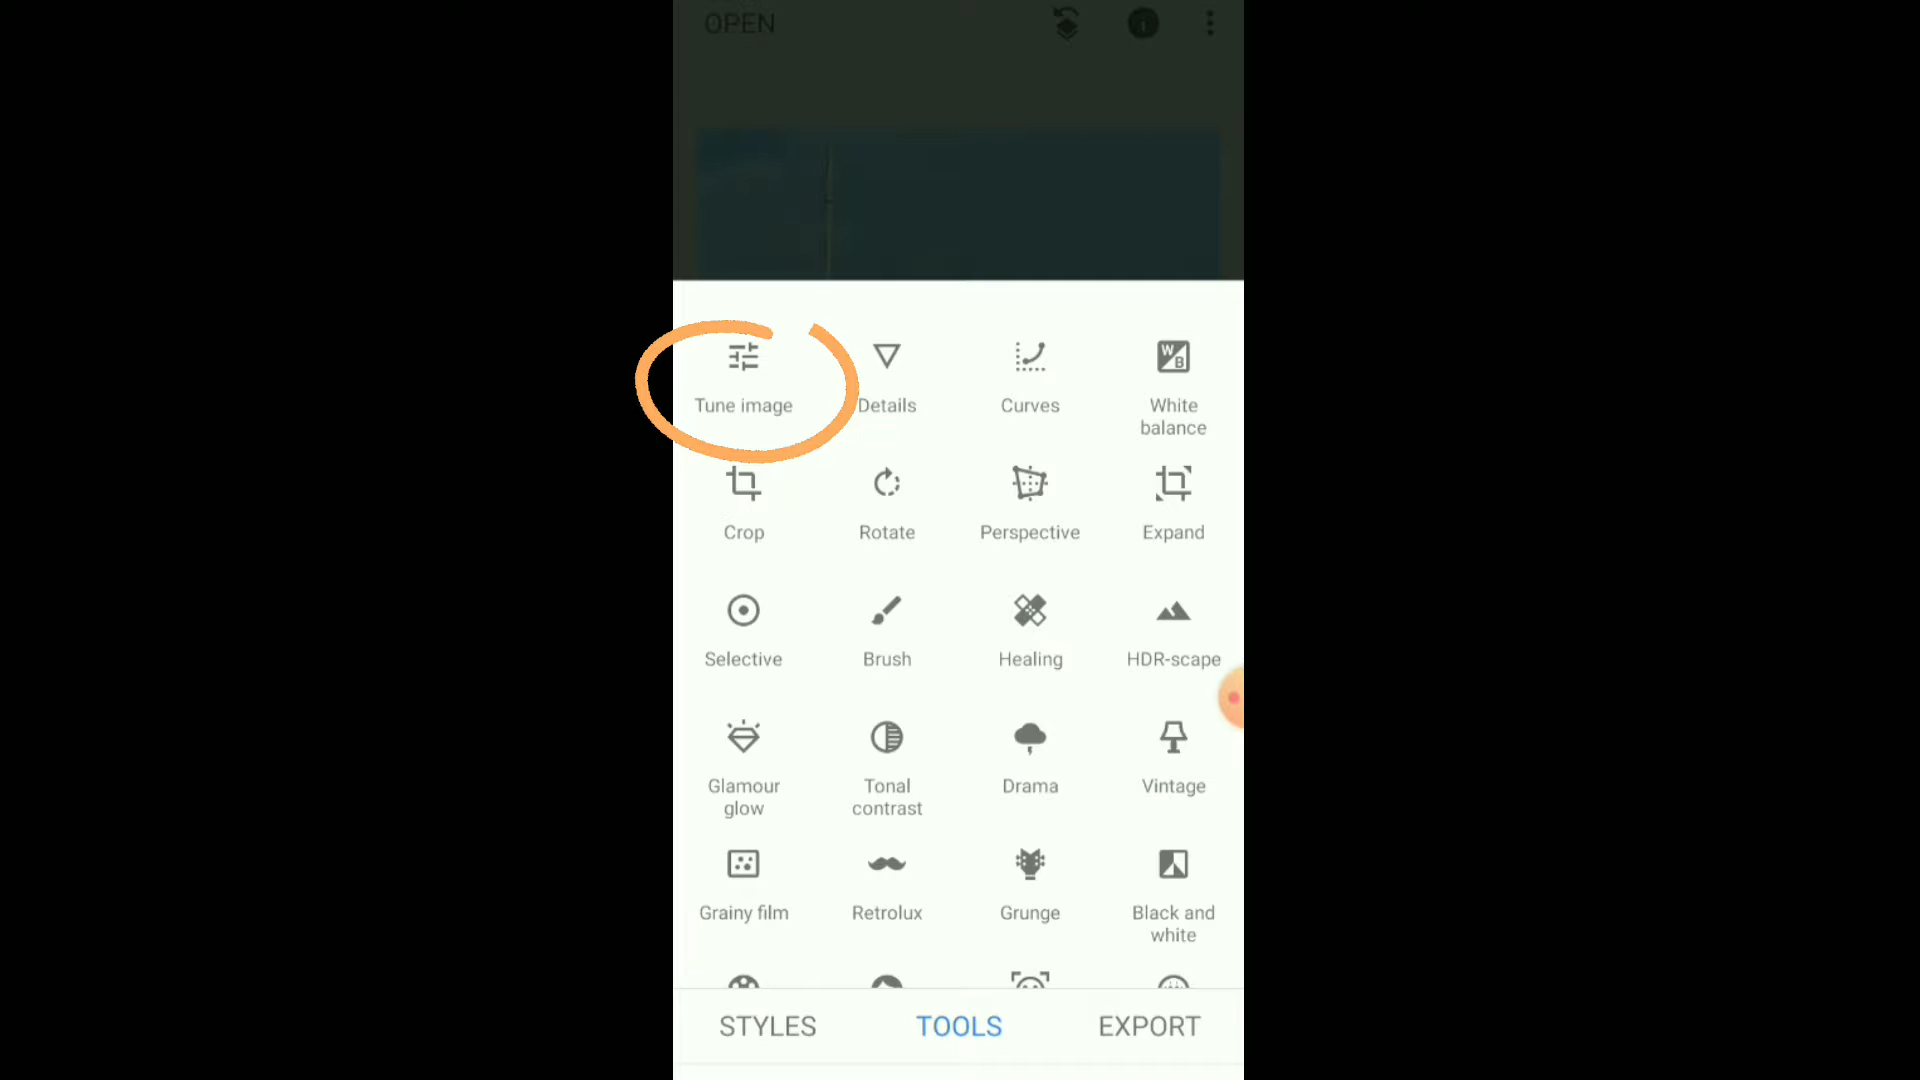 OPEN
Tune image
Details
Curves
White
balance
Crop
Rotate
Perspective
Expand
Selective
Brush
Healing
HDR-scape
Glamour
glow
Tonal
contrast
Drama
Vintage
Grainy film
Retrolux
Grunge
Black and
white
STYLES
TOOLS
EXPORT